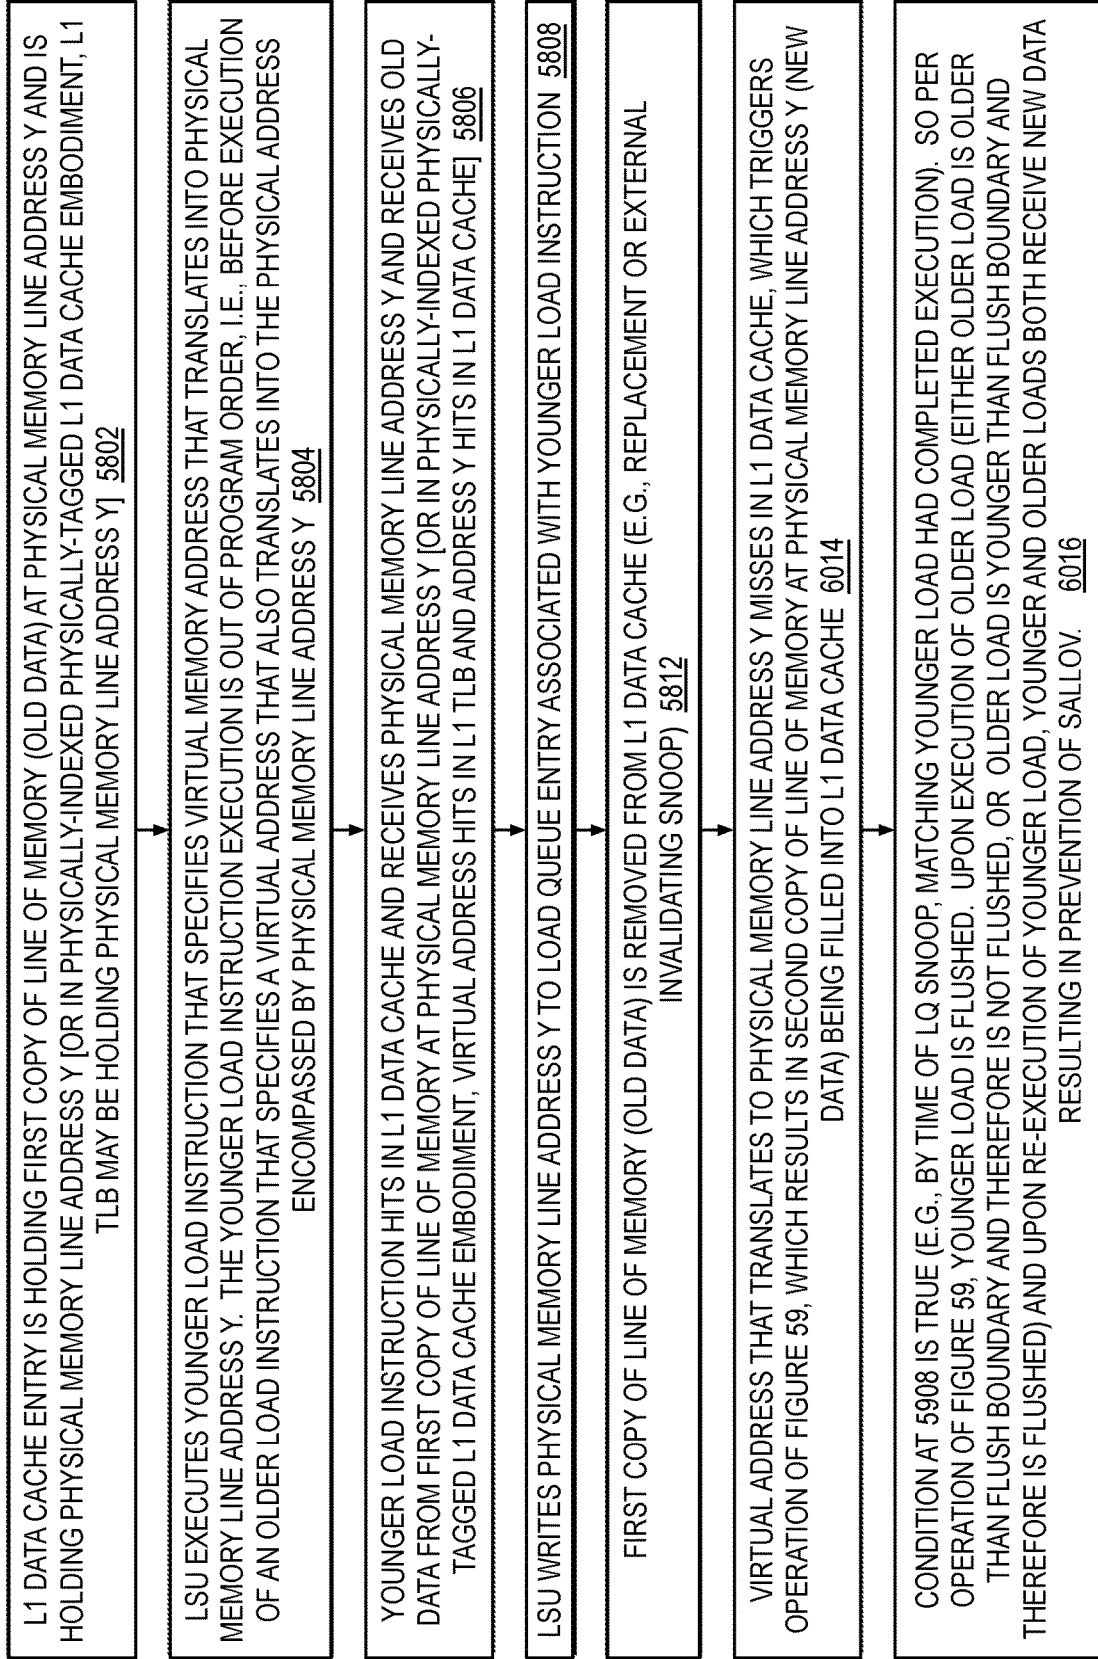 L1 DATA CACHE ENTRY IS HOLDING FIRST COPY OF LINE OF MEMORY (OLD DATA) AT PHYSICAL MEMORY LINE ADDRESS Y AND IS
HOLDING PHYSICAL MEMORY LINE ADDRESS Y [OR IN PHYSICALLY-INDEXED PHYSICALLY-TAGGED L1 DATA CACHE EMBODIMENT, L1
TLB MAY BE HOLDING PHYSICAL MEMORY LINE ADDRESS Y] 5802
LSU EXECUTES YOUNGER LOAD INSTRUCTION THAT SPECIFIES VIRTUAL MEMORY ADDRESS THAT TRANSLATES INTO PHYSICAL
MEMORY LINE ADDRESS Y. THE YOUNGER LOAD INSTRUCTION EXECUTION IS OUT OF PROGRAM ORDER, I.E., BEFORE EXECUTION
OF AN OLDER LOAD INSTRUCTION THAT SPECIFIES A VIRTUAL ADDRESS THAT ALSO TRANSLATES INTO THE PHYSICAL ADDRESS
ENCOMPASSED BY PHYSICAL MEMORY LINE ADDRESS Y 5804
YOUNGER LOAD INSTRUCTION HITS IN L1 DATA CACHE AND RECEIVES PHYSICAL MEMORY LINE ADDRESS Y AND RECEIVES OLD
DATA FROM FIRST COPY OF LINE OF MEMORY AT PHYSICAL MEMORY LINE ADDRESS Y [OR IN PHYSICALLY-INDEXED PHYSICALLY-
TAGGED L1 DATA CACHE EMBODIMENT, VIRTUAL ADDRESS HITS IN L1 TLB AND ADDRESS Y HITS IN L1 DATA CACHE] 5806
LSU WRITES PHYSICAL MEMORY LINE ADDRESS Y TO LOAD QUEUE ENTRY ASSOCIATED WITH YOUNGER LOAD INSTRUCTION 5808
FIRST COPY OF LINE OF MEMORY (OLD DATA) IS REMOVED FROM L1 DATA CACHE (E.G., REPLACEMENT OR EXTERNAL
INVALIDATING SNOOP) 5812
VIRTUAL ADDRESS THAT TRANSLATES TO PHYSICAL MEMORY LINE ADDRESS Y MISSES IN L1 DATA CACHE, WHICH TRIGGERS
OPERATION OF FIGURE 59, WHICH RESULTS IN SECOND COPY OF LINE OF MEMORY AT PHYSICAL MEMORY LINE ADDRESS Y (NEW
DATA) BEING FILLED INTO L1 DATA CACHE 6014
CONDITION AT 5908 IS TRUE (E.G., BY TIME OF LQ SNOOP, MATCHING YOUNGER LOAD HAD COMPLETED EXECUTION). SO PER
OPERATION OF FIGURE 59, YOUNGER LOAD IS FLUSHED. UPON EXECUTION OF OLDER LOAD (EITHER OLDER LOAD IS OLDER
THAN FLUSH BOUNDARY AND THEREFORE IS NOT FLUSHED, OR OLDER LOAD IS YOUNGER THAN FLUSH BOUNDARY AND
THEREFORE IS FLUSHED) AND UPON RE-EXECUTION OF YOUNGER LOAD, YOUNGER AND OLDER LOADS BOTH RECEIVE NEW DATA
RESULTING IN PREVENTION OF SALLOV. 6016